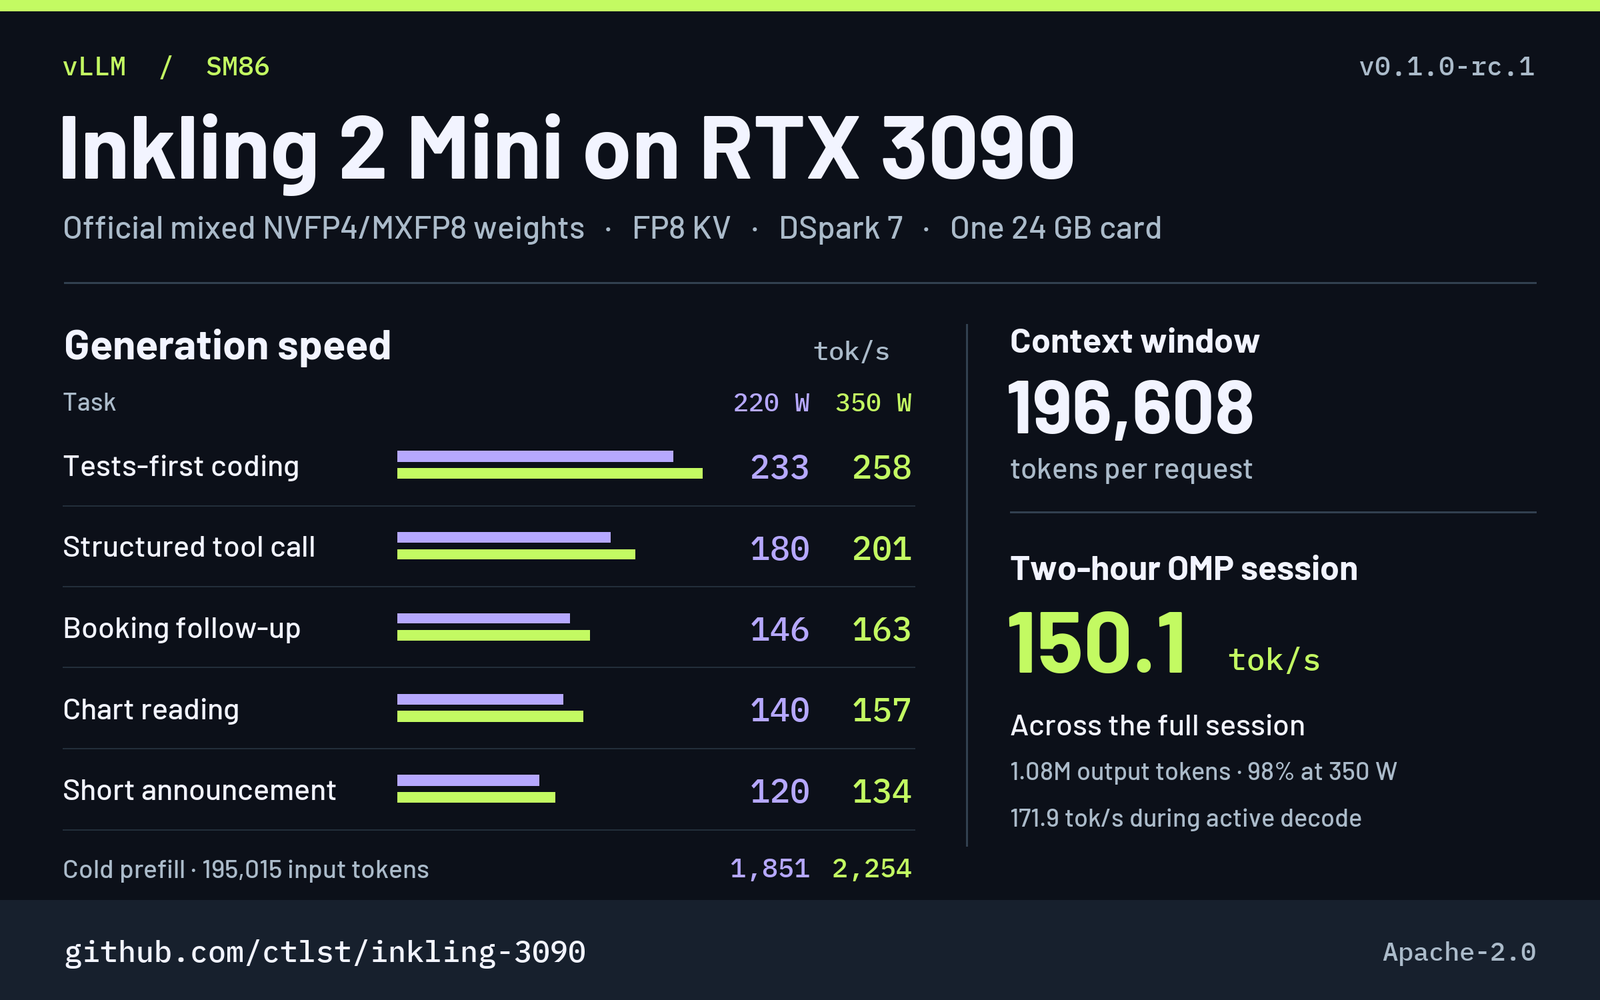 vLLM / SM86
v0.1.0-rc.1
Inkling 2 Mini on RTX 3090
Official mixed NVFP4/MXFP8 weights · FP8 KV · DSpark 7 · One 24 GB card
Generation speed
tok/s
Task 220 W 350 W
Tests-first coding 233 258
Structured tool call 180 201
Booking follow-up 146 163
Chart reading 140 157
Short announcement 120 134
Cold prefill · 195,015 input tokens 1,851 2,254
Context window
196,608
tokens per request
Two-hour OMP session
150.1 tok/s
Across the full session
1.08M output tokens · 98% at 350 W
171.9 tok/s during active decode
github.com/ctlst/inkling-3090
Apache-2.0